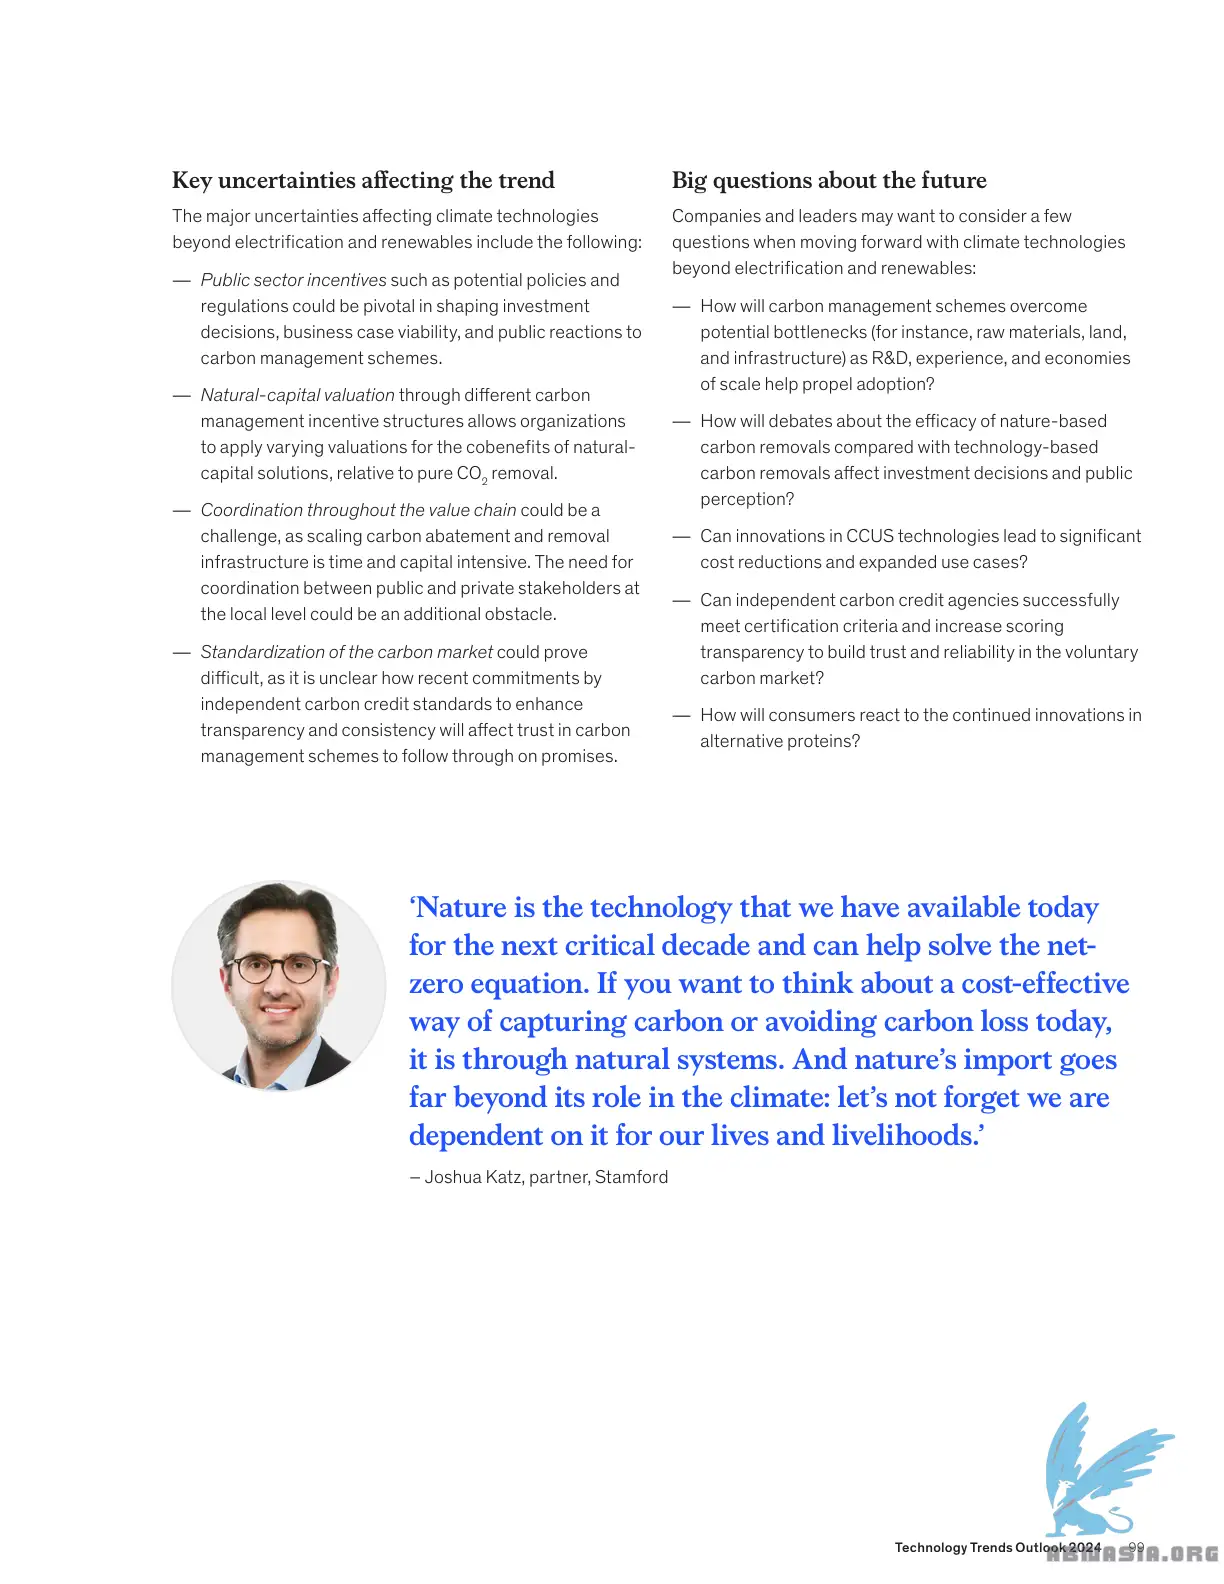 Key uncertainties affecting the trend
The major uncertainties affecting climate technologies
beyond electrification and renewables include the following:
— Public sector incentives such as potential policies and
regulations could be pivotal in shaping investment
decisions, business case viability, and public reactions to
carbon management schemes.
— Natural-capital valuation through different carbon
management incentive structures allows organizations
to apply varying valuations for the cobenefits of natural-
capital solutions, relative to pure CO2 removal.
— Coordination throughout the value chain could be a
challenge, as scaling carbon abatement and removal
infrastructure is time and capital intensive. The need for
coordination between public and private stakeholders at
the local level could be an additional obstacle.
— Standardization of the carbon market could prove
difficult, as it is unclear how recent commitments by
independent carbon credit standards to enhance
transparency and consistency will affect trust in carbon
management schemes to follow through on promises.
Big questions about the future
Companies and leaders may want to consider a few
questions when moving forward with climate technologies
beyond electrification and renewables:
— How will carbon management schemes overcome
potential bottlenecks (for instance, raw materials, land,
and infrastructure) as R&D, experience, and economies
of scale help propel adoption?
— How will debates about the efficacy of nature-based
carbon removals compared with technology-based
carbon removals affect investment decisions and public
perception?
— Can innovations in CCUS technologies lead to significant
cost reductions and expanded use cases?
— Can independent carbon credit agencies successfully
meet certification criteria and increase scoring
transparency to build trust and reliability in the voluntary
carbon market?
— How will consumers react to the continued innovations in
alternative proteins?
‘Nature is the technology that we have available today
for the next critical decade and can help solve the net-
zero equation. If you want to think about a cost-effective
way of capturing carbon or avoiding carbon loss today,
it is through natural systems. And nature’s import goes
far beyond its role in the climate: let’s not forget we are
dependent on it for our lives and livelihoods.’
– Joshua Katz, partner, Stamford
Technology Trends Outlook 2024 99
ABWASIA.ORG